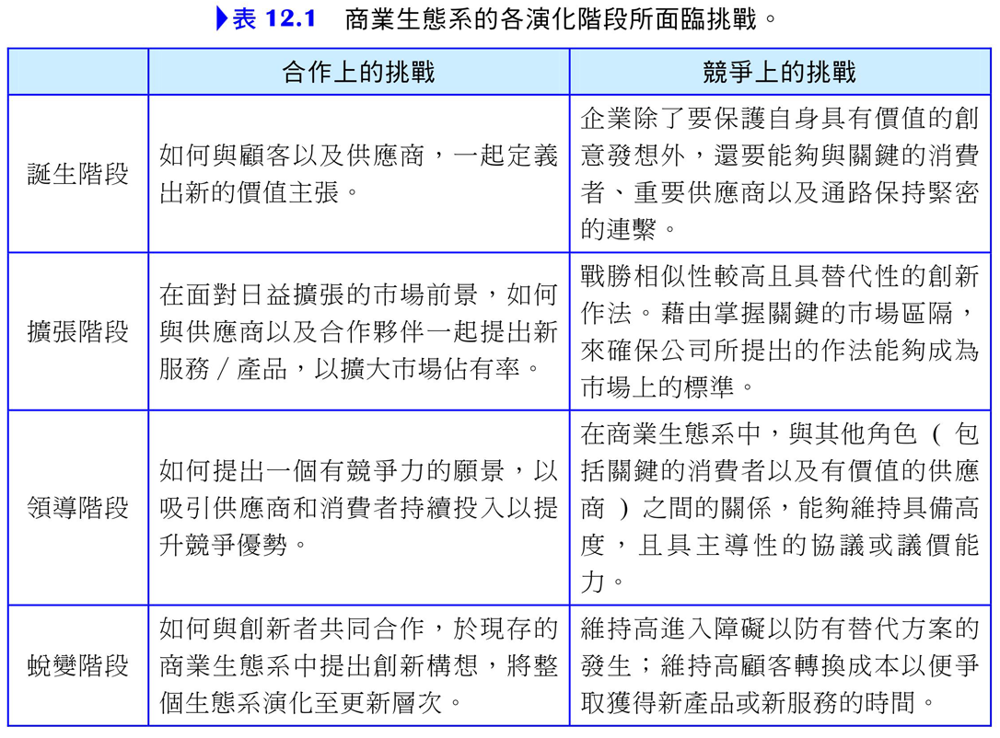 ▶表 12.1 商業生態系的各演化階段所面臨挑戰。
合作上的挑戰
競爭上的挑戰
誕生階段
如何與顧客以及供應商，一起定義
出新的價值主張。
企業除了要保護自身具有價值的創
意發想外，還要能夠與關鍵的消費
者、重要供應商以及通路保持緊密
的連繫。
擴張階段
在面對日益擴張的市場前景，如何
與供應商以及合作夥伴一起提出新
服務／產品，以擴大市場佔有率。
戰勝相似性較高且具替代性的創新
作法。藉由掌握關鍵的市場區隔，
來確保公司所提出的作法能夠成為
市場上的標準。
領導階段
如何提出一個有競爭力的願景，以
吸引供應商和消費者持續投入以提
升競爭優勢。
在商業生態系中，與其他角色（包
括關鍵的消費者以及有價值的供應
商）之間的關係，能夠維持具備高
度，且具主導性的協議或議價能
力。
蛻變階段
如何與創新者共同合作，於現存的
商業生態系中提出創新構想，將整
個生態系演化至更新層次。
維持高進入障礙以防有替代方案的
發生；維持高顧客轉換成本以便爭
取獲得新產品或新服務的時間。